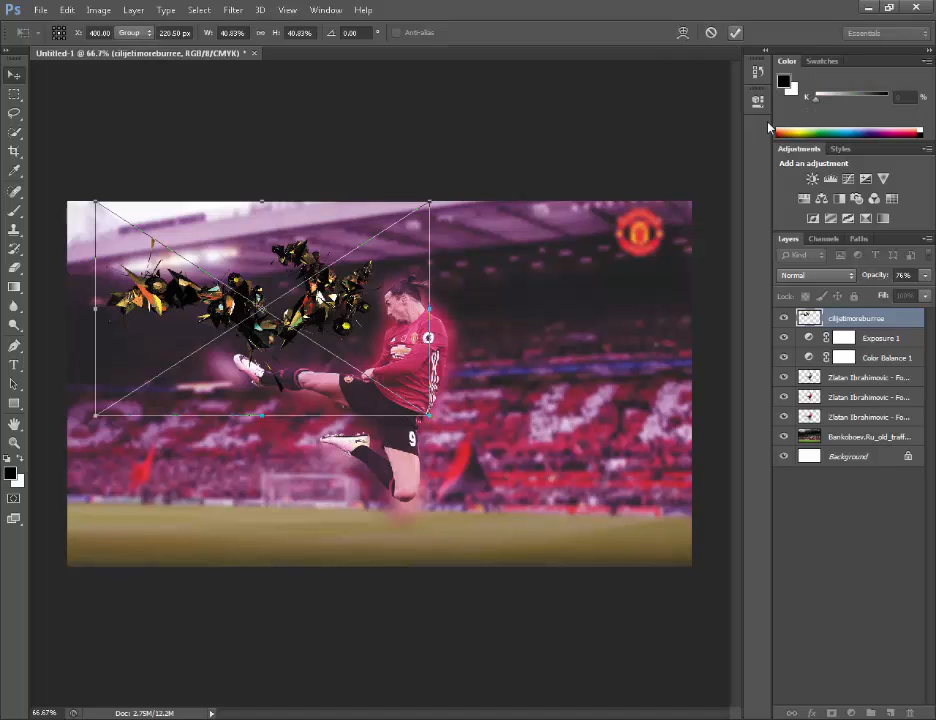 Ps File Edit Image Layer Type Select Filter 3D View Window Help
X: 400.00 Group 220.50 px W: 40.83% H: 40.83% 0.00 ° Anti-alias Essentials
Untitled-1 @ 66.7% (cilijetimoreburree, RGB/8/CMYK) * ×
Color Swatches
K %
Adjustments Styles
Add an adjustment
Layers Channels Paths
Kind
Normal Opacity: 76%
Lock: Fill: 100%
cilijetimoreburree
Exposure 1
Color Balance 1
Zlatan Ibrahimovic - Fo...
Zlatan Ibrahimovic - Fo...
Zlatan Ibrahimovic - Fo...
Bankoboev.Ru_old_traff...
Background
9
66.67% Doc: 2.75M/12.2M